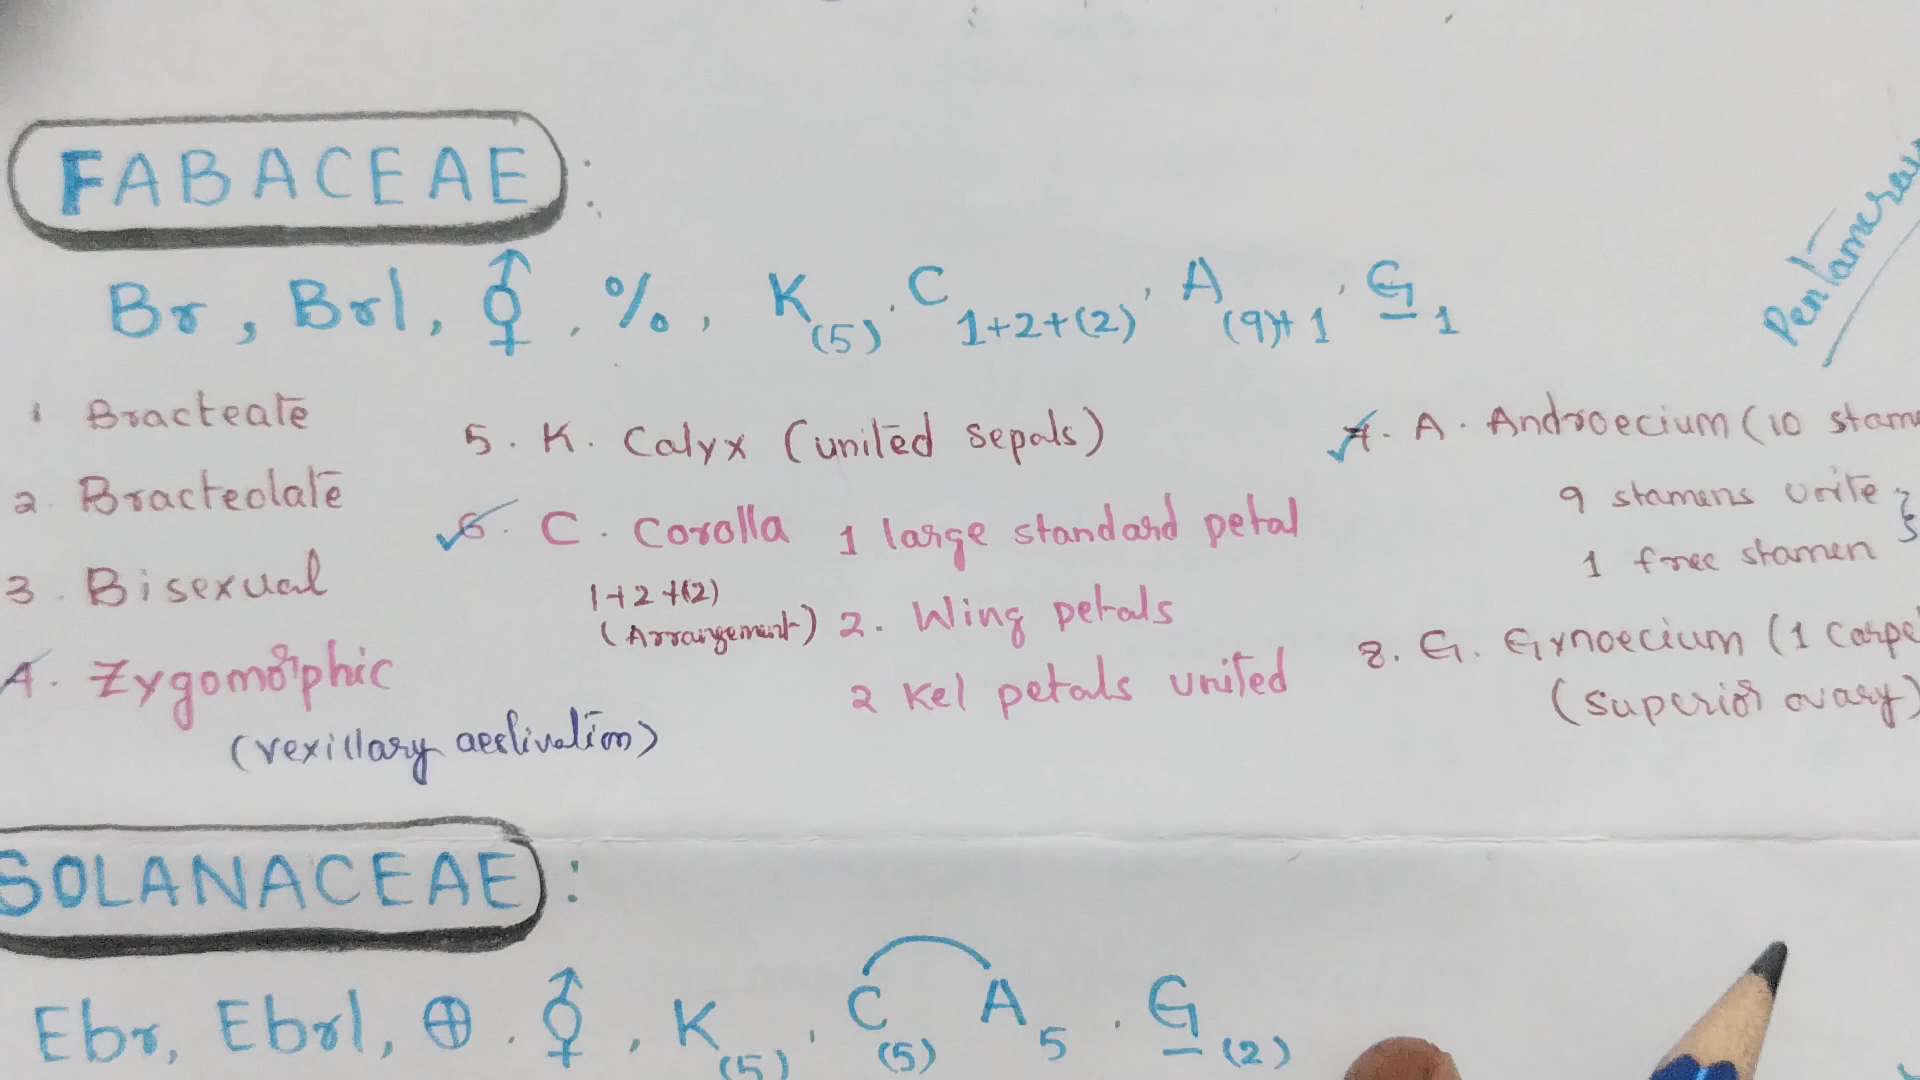 FABACEAE :
Br, Brl, ⚥, %, K(5), C1+2+(2), A(9)+1, G1
Pentamerous
1 Bracteate
2. Bracteolate
3. Bisexual
4. Zygomorphic
(vexillary aestivation)
5. K. Calyx (united sepals)
6. C. Corolla 1 large standard petal
1+2+(2)
(Arrangement) 2. Wing petals
2 Kel petals united
7. A. Androecium (10 stam
9 stamens unite
1 free stamen
8. G. Gynoecium (1 Carpe
(superior ovary)
SOLANACEAE :
Ebr, Ebrl, ⊕, ⚥, K(5), C(5) A5, G(2)